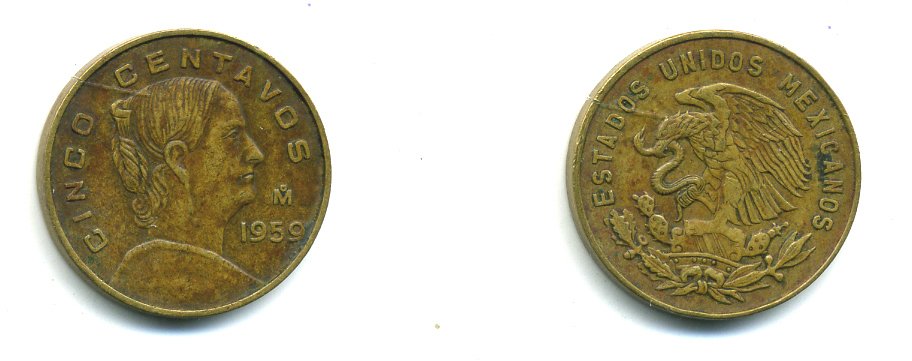 CINCO CENTAVOS
M̊
1959
ESTADOS UNIDOS MEXICANOS